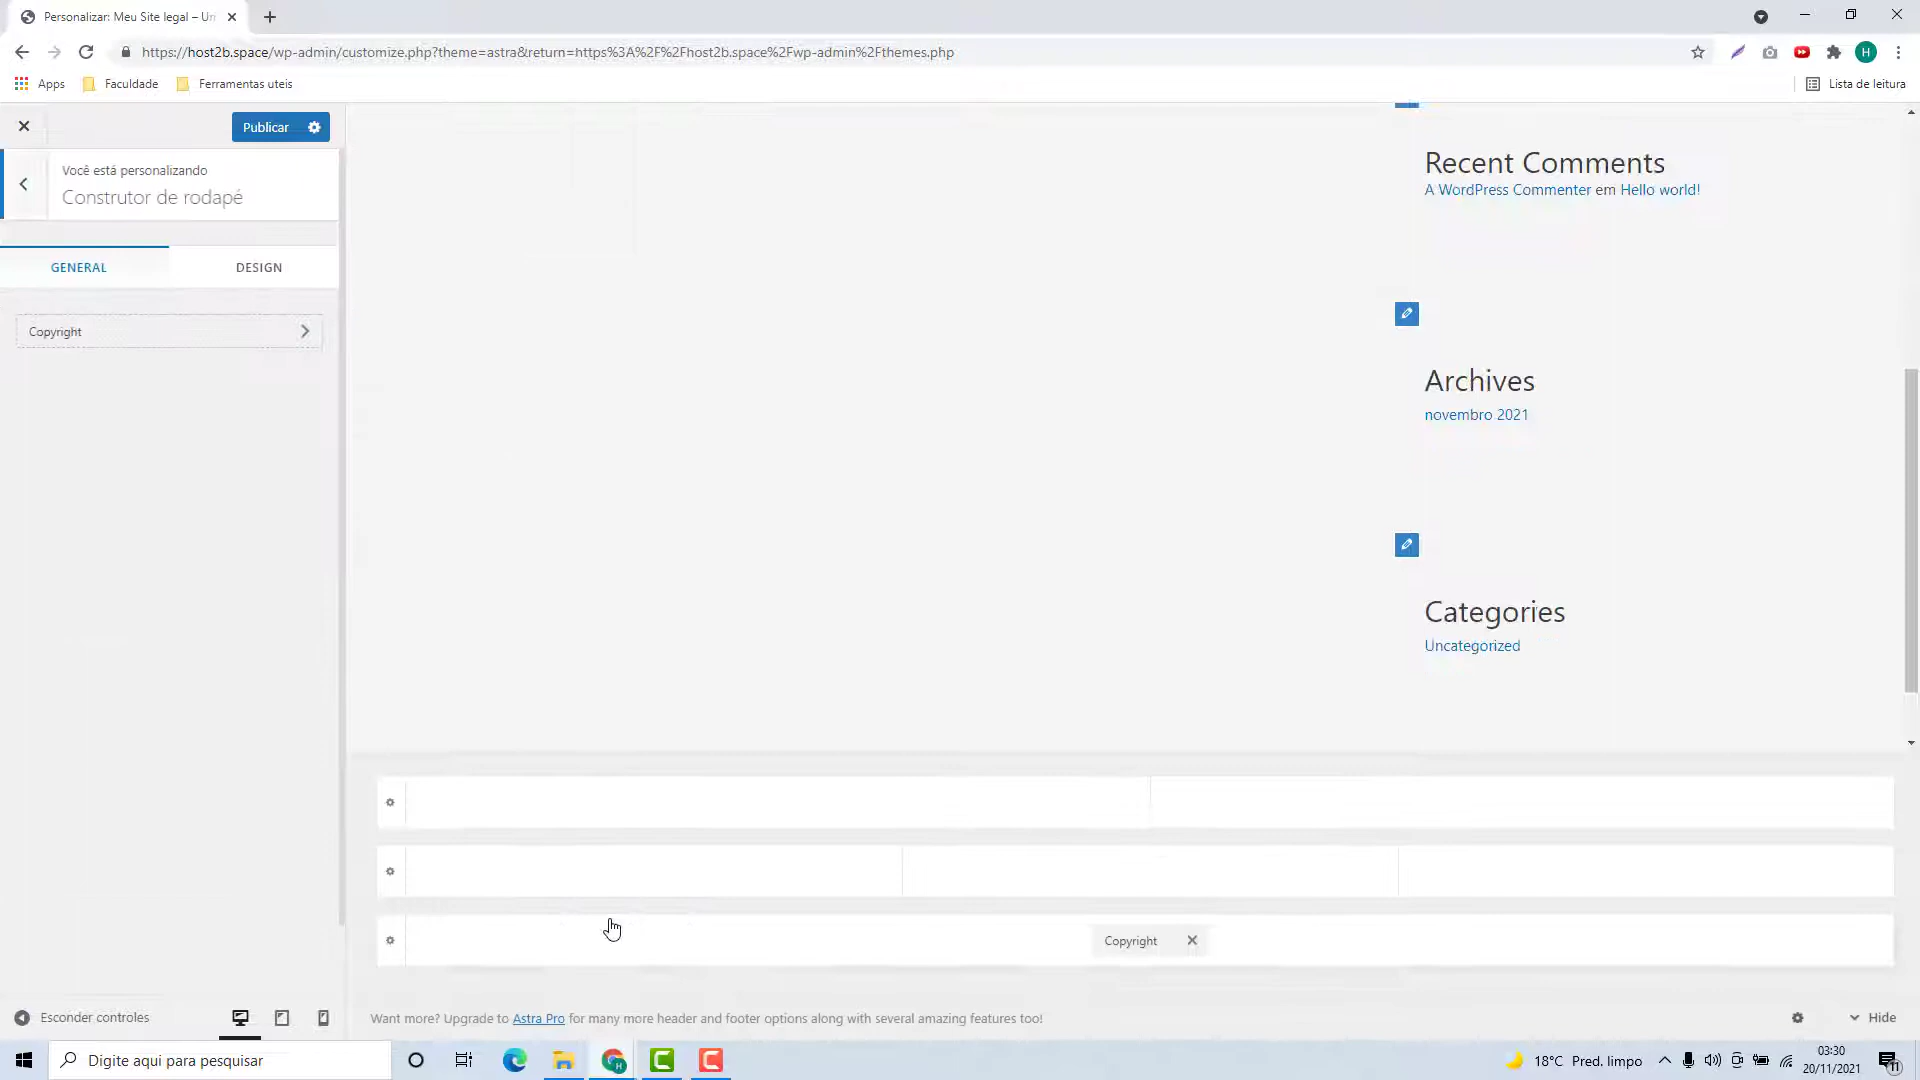 Personalizar: Meu Site legal – Un
https://host2b.space/wp-admin/customize.php?theme=astra&return=https%3A%2F%2Fhost2b.space%2Fwp-admin%2Fthemes.php
Apps
Faculdade
Ferramentas uteis
Lista de leitura
Publicar
Você está personalizando
Construtor de rodapé
GENERAL
DESIGN
Copyright
Recent Comments
A WordPress Commenter em Hello world!
Archives
novembro 2021
Categories
Uncategorized
Copyright
Esconder controles
Want more? Upgrade to Astra Pro for many more header and footer options along with several amazing features too!
Hide
Digite aqui para pesquisar
18°C Pred. limpo
03:30
20/11/2021
11
H